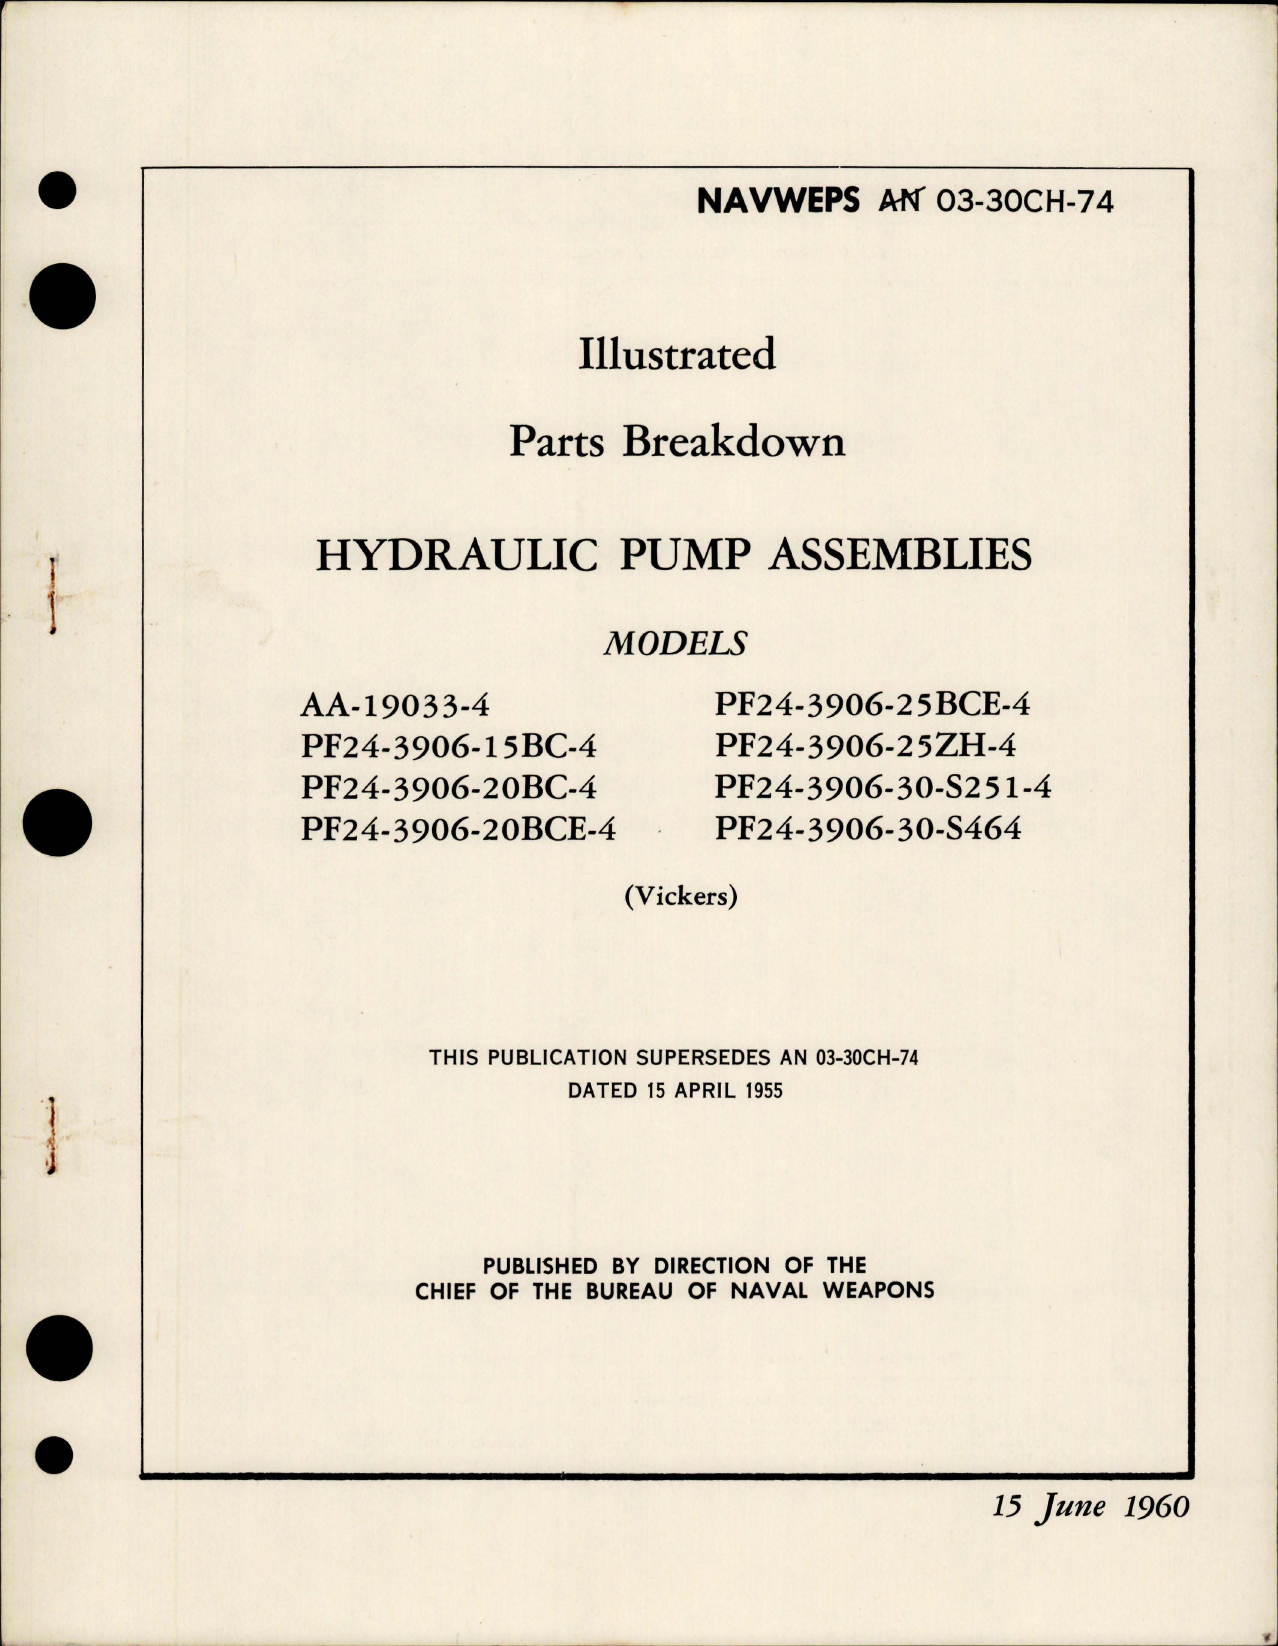 NAVWEPS AN 03-30CH-74
Illustrated
Parts Breakdown
HYDRAULIC PUMP ASSEMBLIES
MODELS
AA-19033-4
PF24-3906-15BC-4
PF24-3906-20BC-4
PF24-3906-20BCE-4
PF24-3906-25BCE-4
PF24-3906-25ZH-4
PF24-3906-30-S251-4
PF24-3906-30-S464
(Vickers)
THIS PUBLICATION SUPERSEDES AN 03-30CH-74
DATED 15 APRIL 1955
PUBLISHED BY DIRECTION OF THE
CHIEF OF THE BUREAU OF NAVAL WEAPONS
15 June 1960